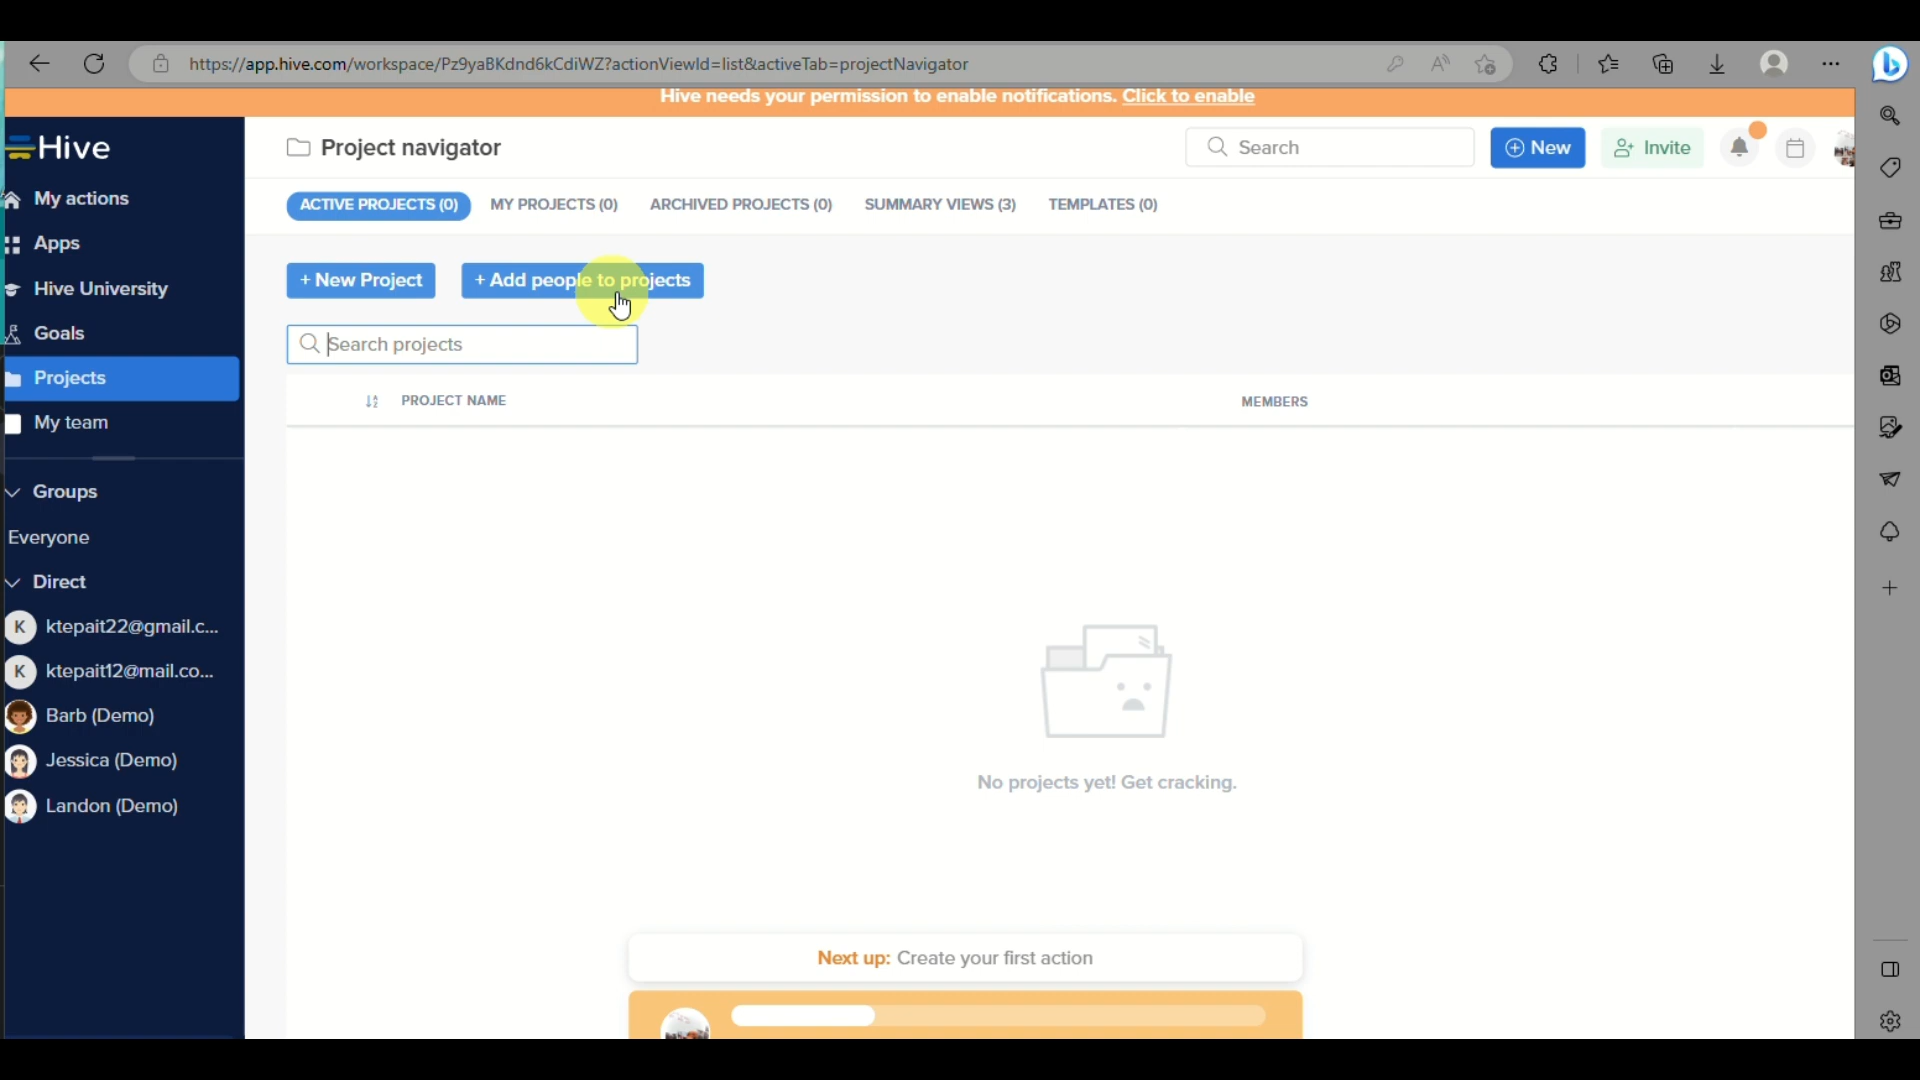 https://app.hive.com/workspace/Pz9yaBKdnd6kCdiWZ?actionViewId=list&activeTab=projectNavigator
Hive needs your permission to enable notifications. Click to enable
Hive
Project navigator
Search
New
Invite
My actions
Apps
Hive University
Goals
Projects
My team
Groups
Everyone
Direct
K ktepait22@gmail.c...
K ktepait12@mail.co...
Barb (Demo)
Jessica (Demo)
Landon (Demo)
ACTIVE PROJECTS (0) MY PROJECTS (0) ARCHIVED PROJECTS (0) SUMMARY VIEWS (3) TEMPLATES (0)
+ New Project + Add people to projects
Search projects
PROJECT NAME MEMBERS
No projects yet! Get cracking.
Next up: Create your first action